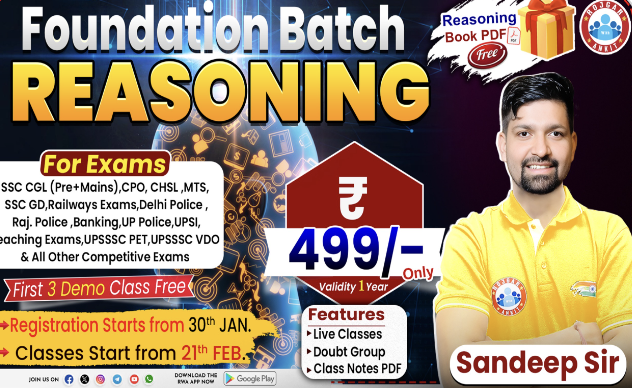 Foundation Batch
REASONING
Reasoning
Book PDF
Free
ROJGAR
WITH
ANKIT
For Exams
SSC CGL (Pre+Mains),CPO, CHSL ,MTS,
SSC GD,Railways Exams,Delhi Police ,
Raj. Police ,Banking,UP Police,UPSI,
eaching Exams,UPSSSC PET,UPSSSC VDO
& All Other Competitive Exams
First 3 Demo Class Free
Registration Starts from 30th JAN.
Classes Start from 21th FEB.
₹
499/-
Only
Validity 1 Year
Features
Live Classes
Doubt Group
Class Notes PDF
Sandeep Sir
JOIN US ON
DOWNLOAD THE
RWA APP NOW
Google Play